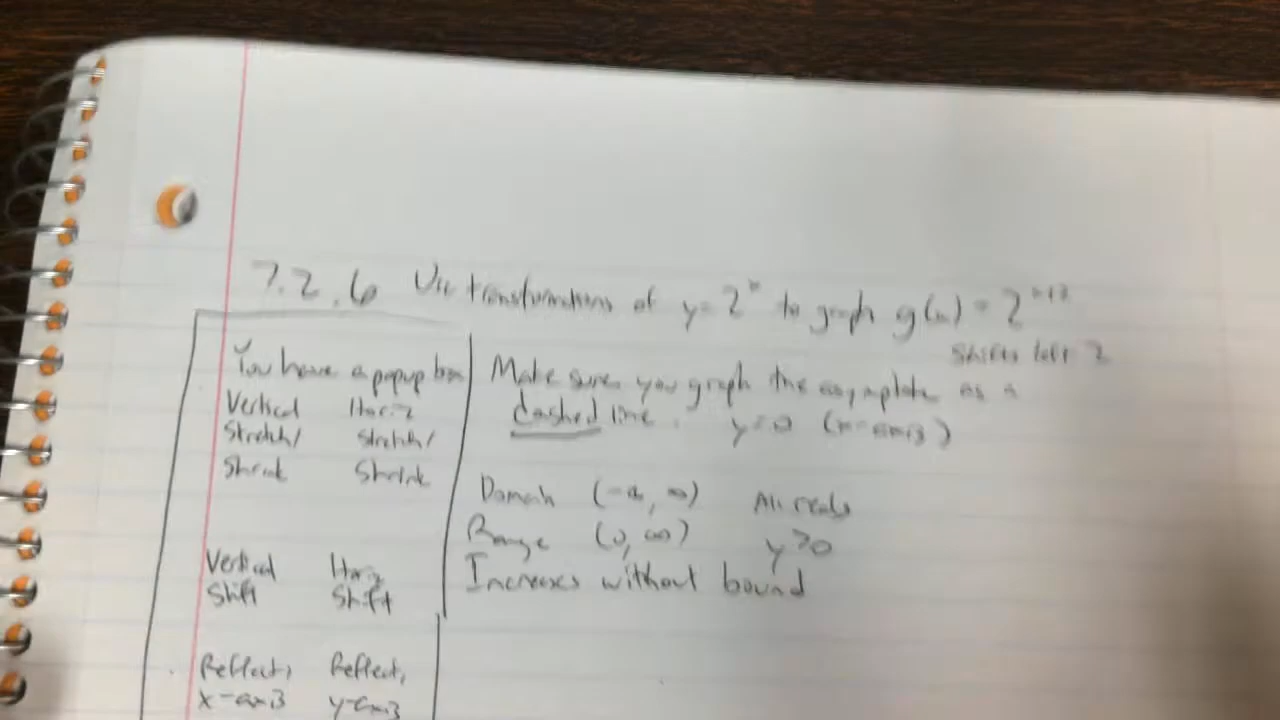 7.2.6 Use transformations of y=2^x to graph g(x) = 2^{x+2}
Shifts left 2
You have a popup box
Vertical Horiz
Stretch/ Stretch/
Shrink Shrink
Vertical Horiz
Shift Shift
Reflect, Reflect,
x-axis y-axis
Make sure you graph the asymptote as a
dashed line. y=0 (x-axis)
Domain (-∞, ∞) All reals
Range (0, ∞) y>0
Increases without bound